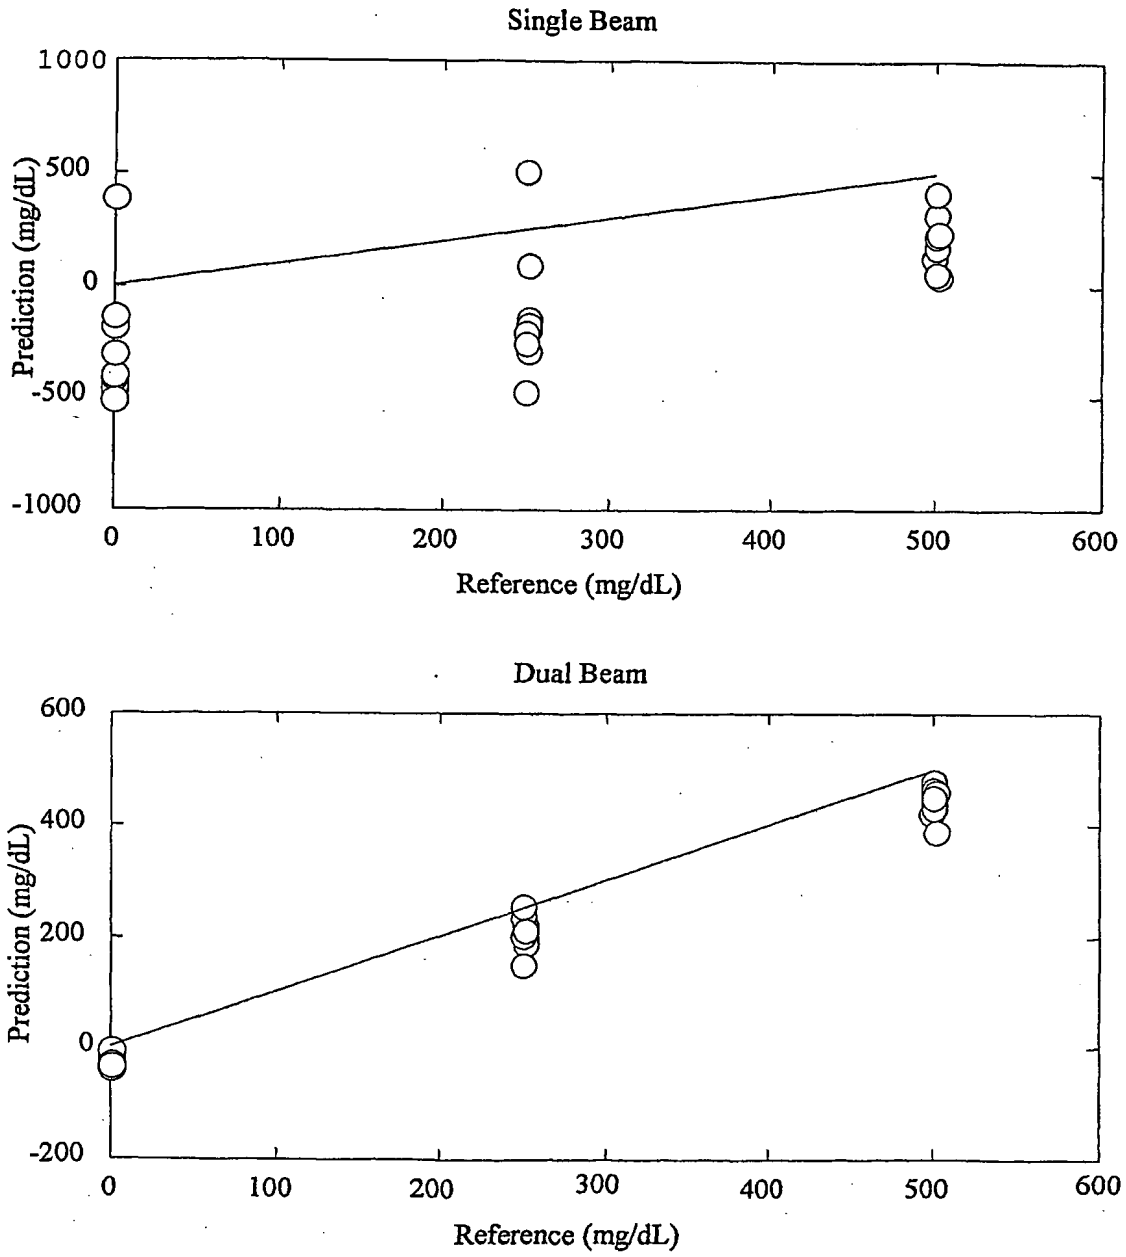 Single Beam
1000
500
0
-500
-1000
Prediction (mg/dL)
0 100 200 300 400 500 600
Reference (mg/dL)
Dual Beam
600
400
200
0
-200
Prediction (mg/dL)
0 100 200 300 400 500 600
Reference (mg/dL)